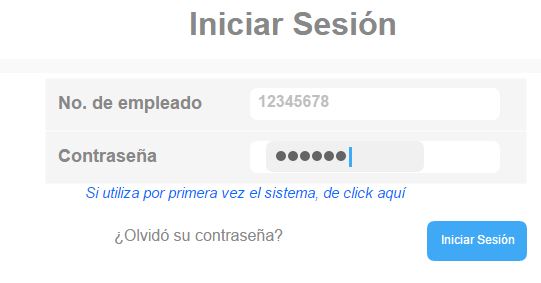 Iniciar Sesión
No. de empleado 12345678
Contraseña ●●●●●●
Si utiliza por primera vez el sistema, de click aquí
¿Olvidó su contraseña? Iniciar Sesión